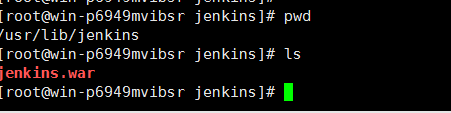 [root@win-p6949mvibsr jenkins]# pwd
/usr/lib/jenkins
[root@win-p6949mvibsr jenkins]# ls
jenkins.war
[root@win-p6949mvibsr jenkins]#